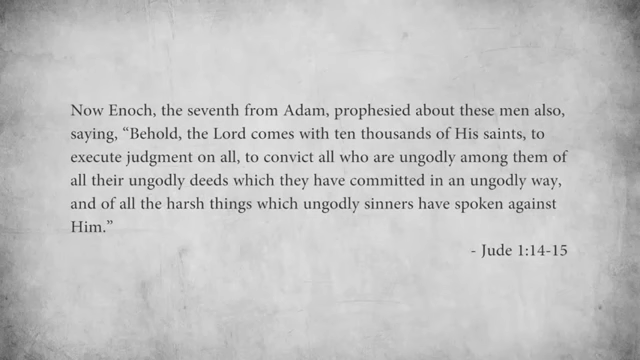 Now Enoch, the seventh from Adam, prophesied about these men also,
saying, “Behold, the Lord comes with ten thousands of His saints, to
execute judgment on all, to convict all who are ungodly among them of
all their ungodly deeds which they have committed in an ungodly way,
and of all the harsh things which ungodly sinners have spoken against
Him.”
- Jude 1:14-15